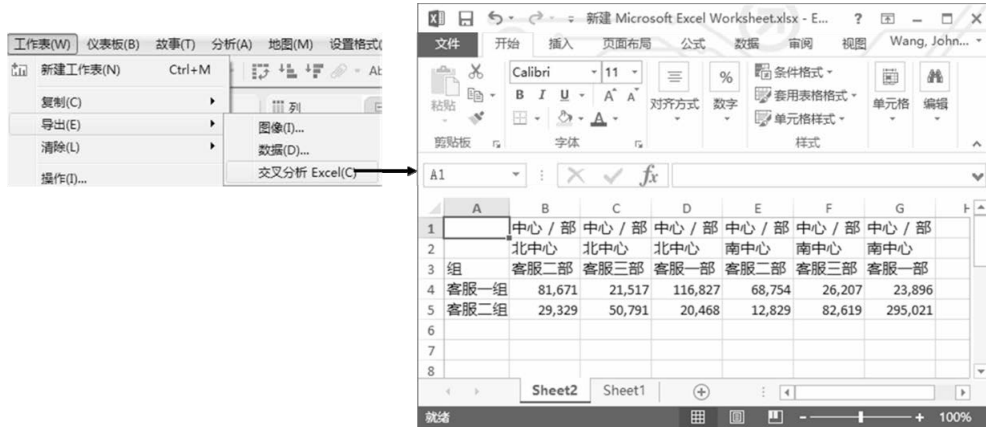 工作表(W) 仪表板(B) 故事(T) 分析(A) 地图(M) 设置格式(
新建工作表(N) Ctrl+M
复制(C)
列
导出(E)
图像(I)...
清除(L)
数据(D)...
交叉分析 Excel(C)
操作(I)...
新建 Microsoft Excel Worksheet.xlsx - E... ?
文件 开始 插入 页面布局 公式 数据 审阅 视图 Wang, John...
粘贴
Calibri 11
B I U A A
A
对齐方式
%
数字
条件格式
套用表格格式
单元格样式
单元格
编辑
剪贴板 字体 样式
A1 fx
A B C D E F G H
1 中心 / 部 中心 / 部 中心 / 部 中心 / 部 中心 / 部 中心 / 部
2 北中心 北中心 北中心 南中心 南中心 南中心
3 组 客服二部 客服三部 客服一部 客服二部 客服三部 客服一部
4 客服一组 81,671 21,517 116,827 68,754 26,207 23,896
5 客服二组 29,329 50,791 20,468 12,829 82,619 295,021
6
7
8
Sheet2 Sheet1
就绪 100%